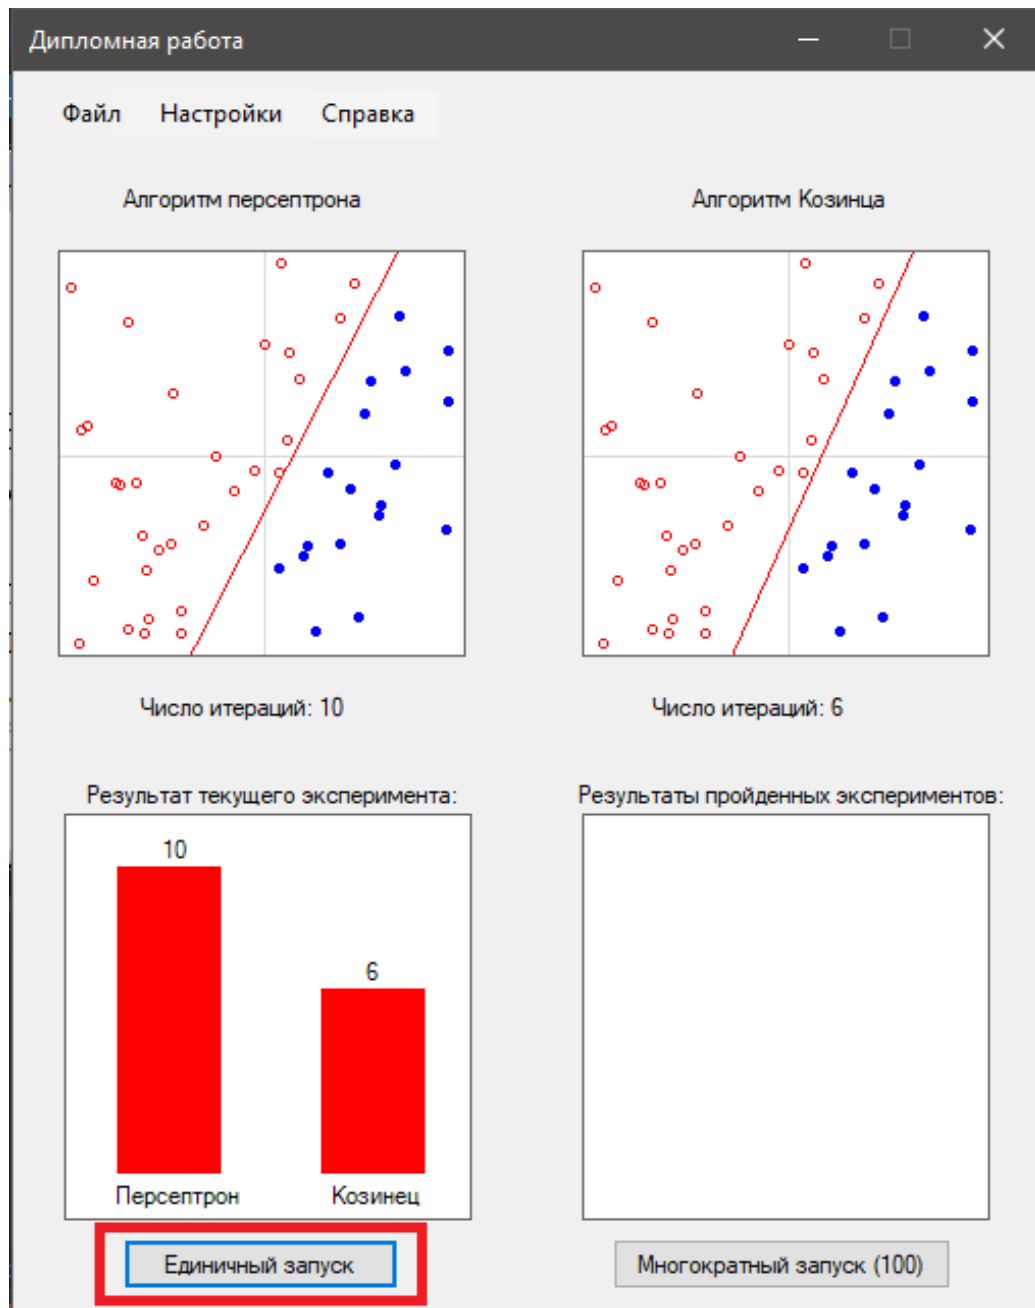 Дипломная работа
Файл Настройки Справка
Алгоритм персептрона
Алгоритм Козинца
Число итераций: 10
Число итераций: 6
Результат текущего эксперимента:
Результаты пройденных экспериментов:
10
6
Персептрон
Козинец
Единичный запуск
Многократный запуск (100)